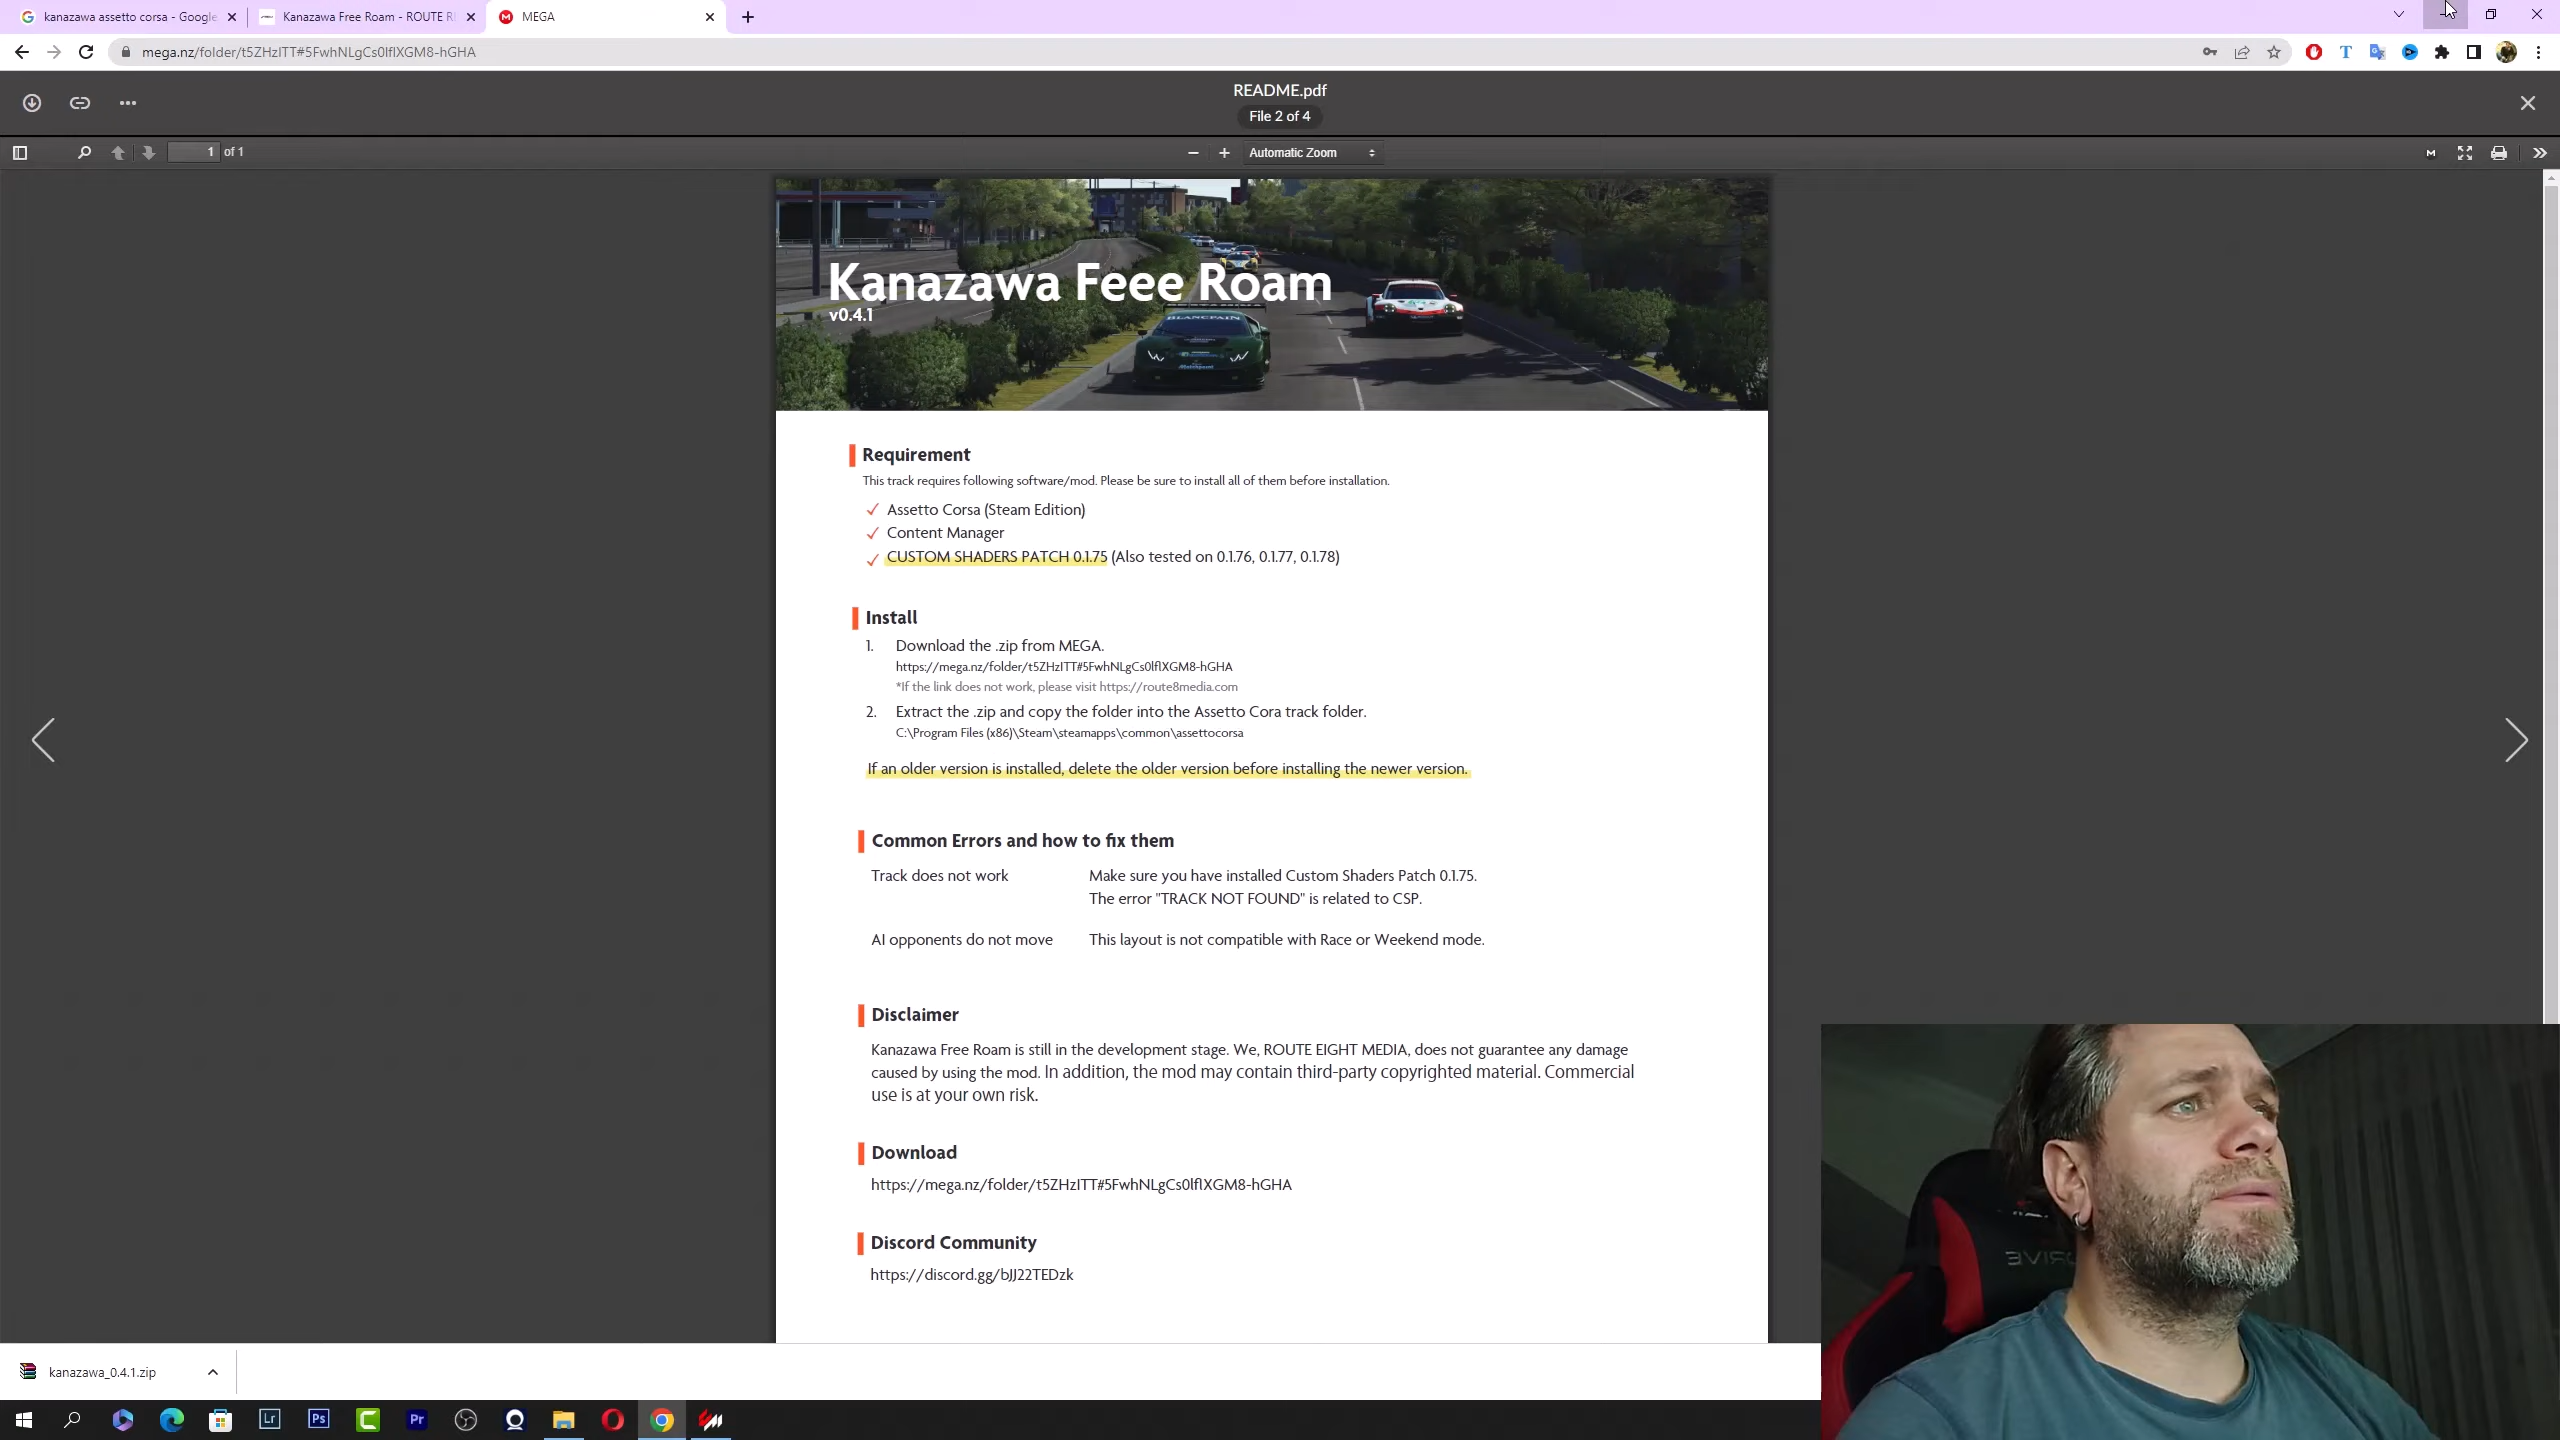 kanazawa assetto corsa - Google
Kanazawa Free Roam - ROUTE R
MEGA
mega.nz/folder/t5ZHzITT#5FwhNLgCs0lflXGM8-hGHA
README.pdf
File 2 of 4
1 of 1
Automatic Zoom
Kanazawa Feee Roam
v0.4.1
BLANCPAIN
Requirement
This track requires following software/mod. Please be sure to install all of them before installation.
Assetto Corsa (Steam Edition)
Content Manager
CUSTOM SHADERS PATCH 0.1.75 (Also tested on 0.1.76, 0.1.77, 0.1.78)
Install
1. Download the .zip from MEGA.
https://mega.nz/folder/t5ZHzITT#5FwhNLgCs0lflXGM8-hGHA
*If the link does not work, please visit https://route8media.com
2. Extract the .zip and copy the folder into the Assetto Cora track folder.
C:\Program Files (x86)\Steam\steamapps\common\assettocorsa
If an older version is installed, delete the older version before installing the newer version.
Common Errors and how to fix them
Track does not work Make sure you have installed Custom Shaders Patch 0.1.75.
The error "TRACK NOT FOUND" is related to CSP.
AI opponents do not move This layout is not compatible with Race or Weekend mode.
Disclaimer
Kanazawa Free Roam is still in the development stage. We, ROUTE EIGHT MEDIA, does not guarantee any damage
caused by using the mod. In addition, the mod may contain third-party copyrighted material. Commercial
use is at your own risk.
Download
https://mega.nz/folder/t5ZHzITT#5FwhNLgCs0lflXGM8-hGHA
Discord Community
https://discord.gg/bJJ22TEDzk
kanazawa_0.4.1.zip
Lr
Ps
Pr